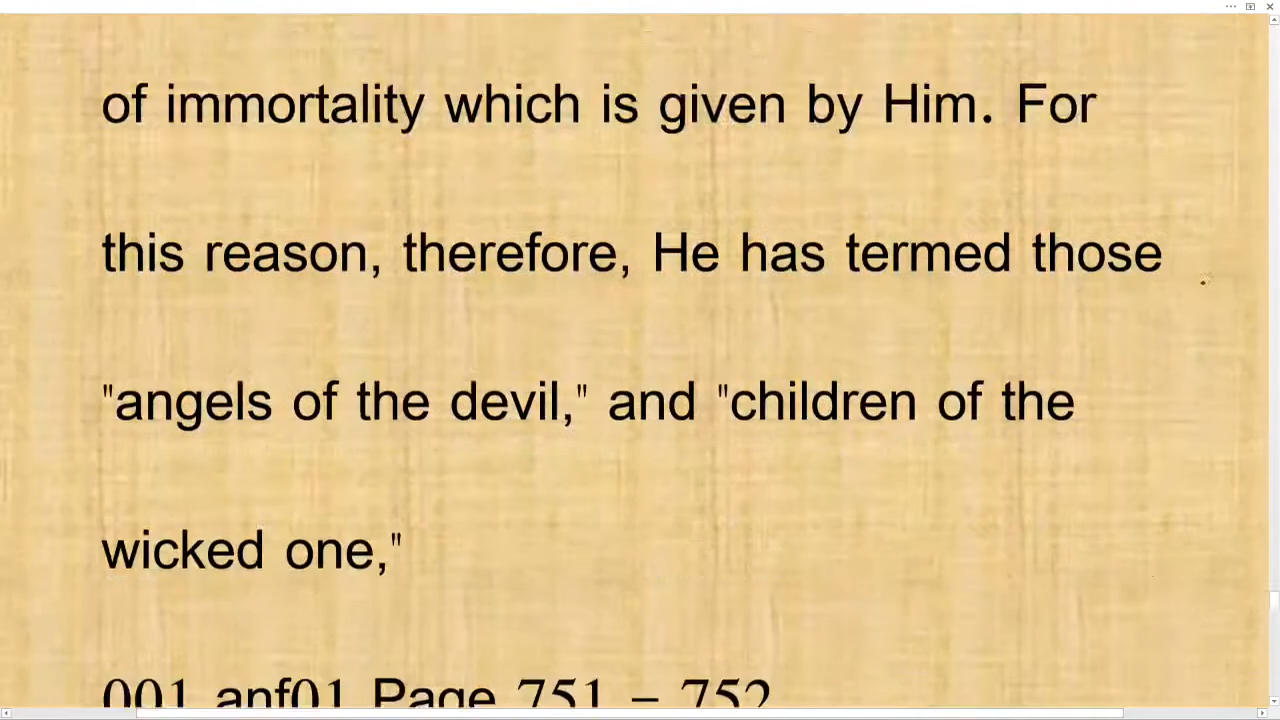 of immortality which is given by Him. For
this reason, therefore, He has termed those
"angels of the devil," and "children of the
wicked one,"
001 anf01 Page 751 – 752